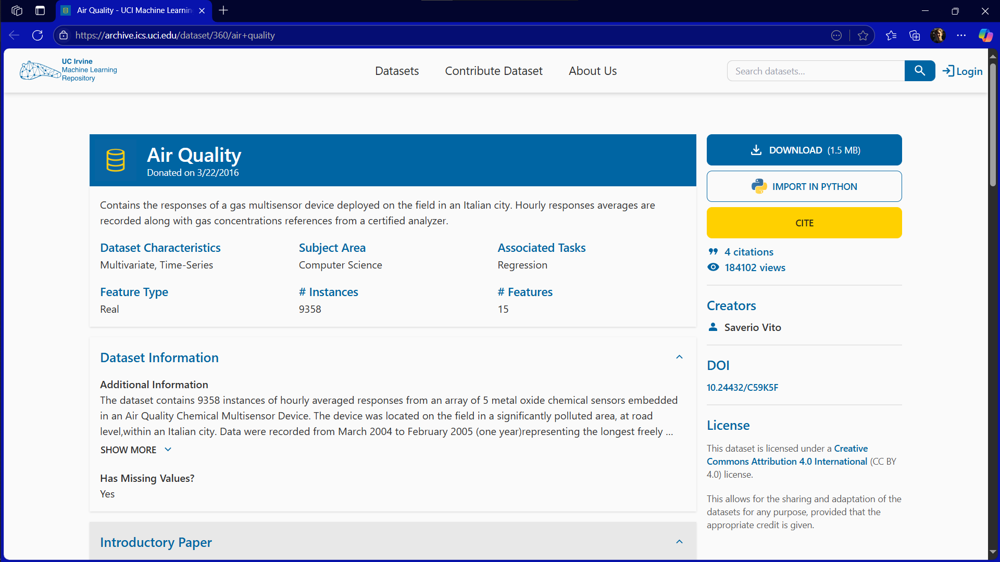 Air Quality - UCI Machine Learnin
https://archive.ics.uci.edu/dataset/360/air+quality
UC Irvine
Machine Learning
Repository
Datasets
Contribute Dataset
About Us
Search datasets...
Login
Air Quality
Donated on 3/22/2016
Contains the responses of a gas multisensor device deployed on the field in an Italian city. Hourly responses averages are
recorded along with gas concentrations references from a certified analyzer.
Dataset Characteristics
Multivariate, Time-Series
Subject Area
Computer Science
Associated Tasks
Regression
Feature Type
Real
# Instances
9358
# Features
15
Dataset Information
Additional Information
The dataset contains 9358 instances of hourly averaged responses from an array of 5 metal oxide chemical sensors embedded
in an Air Quality Chemical Multisensor Device. The device was located on the field in a significantly polluted area, at road
level,within an Italian city. Data were recorded from March 2004 to February 2005 (one year)representing the longest freely ...
SHOW MORE
Has Missing Values?
Yes
Introductory Paper
DOWNLOAD (1.5 MB)
IMPORT IN PYTHON
CITE
4 citations
184102 views
Creators
Saverio Vito
DOI
10.24432/C59K5F
License
This dataset is licensed under a Creative
Commons Attribution 4.0 International (CC BY
4.0) license.
This allows for the sharing and adaptation of the
datasets for any purpose, provided that the
appropriate credit is given.